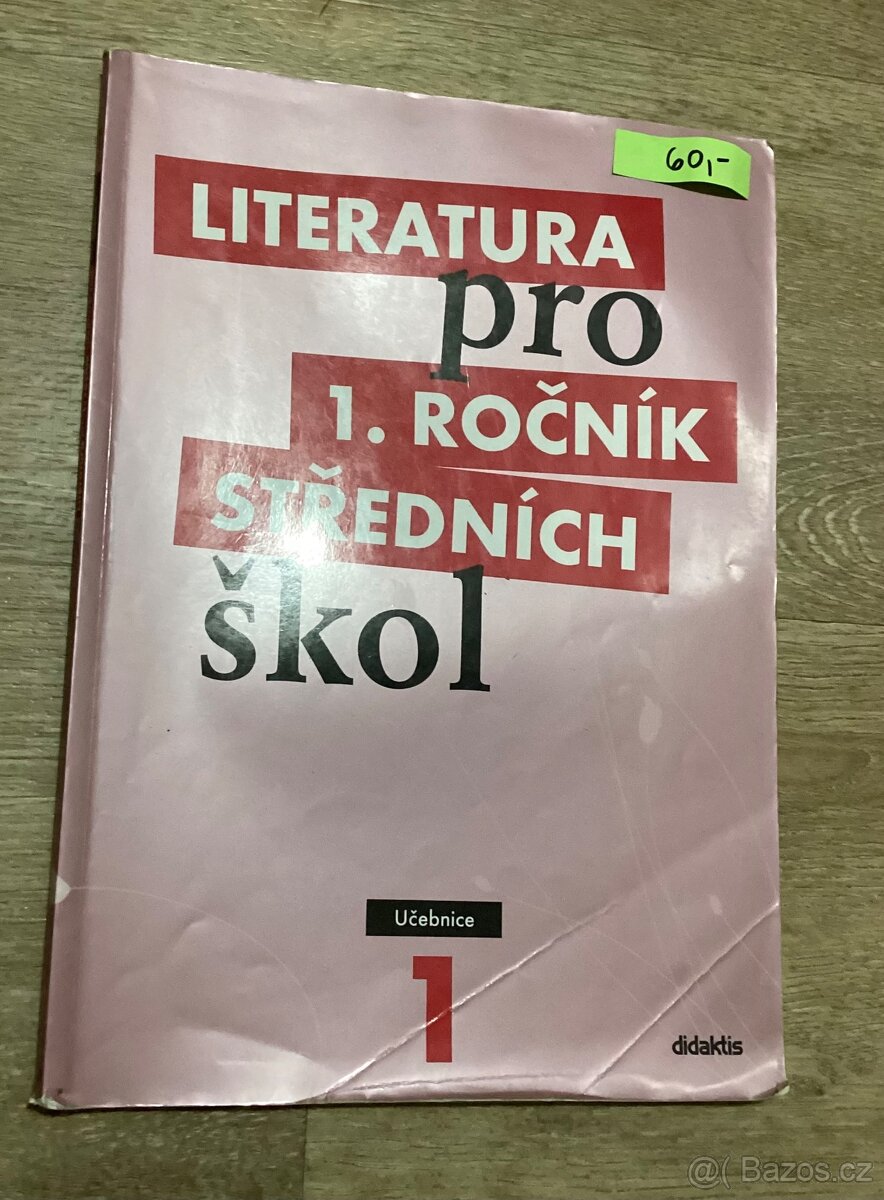 60,-
LITERATURA
pro
1. ROČNÍK
STŘEDNÍCH
škol
Učebnice
1
didaktis
@( Bazos.cz